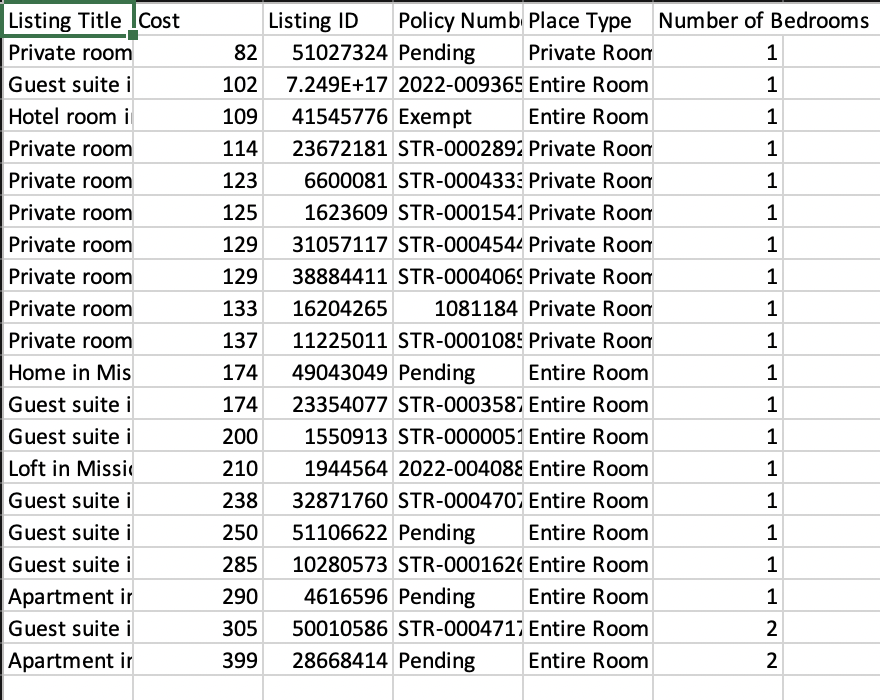 Listing Title Cost Listing ID Policy Numb Place Type Number of Bedrooms
Private room 82 51027324 Pending Private Room 1
Guest suite i 102 7.249E+17 2022-009365 Entire Room 1
Hotel room i 109 41545776 Exempt Entire Room 1
Private room 114 23672181 STR-0002892 Private Room 1
Private room 123 6600081 STR-0004333 Private Room 1
Private room 125 1623609 STR-0001541 Private Room 1
Private room 129 31057117 STR-0004544 Private Room 1
Private room 129 38884411 STR-0004069 Private Room 1
Private room 133 16204265 1081184 Private Room 1
Private room 137 11225011 STR-0001085 Private Room 1
Home in Mis 174 49043049 Pending Entire Room 1
Guest suite i 174 23354077 STR-0003587 Entire Room 1
Guest suite i 200 1550913 STR-0000051 Entire Room 1
Loft in Missi 210 1944564 2022-004088 Entire Room 1
Guest suite i 238 32871760 STR-0004707 Entire Room 1
Guest suite i 250 51106622 Pending Entire Room 1
Guest suite i 285 10280573 STR-0001626 Entire Room 1
Apartment in 290 4616596 Pending Entire Room 1
Guest suite i 305 50010586 STR-0004717 Entire Room 2
Apartment in 399 28668414 Pending Entire Room 2